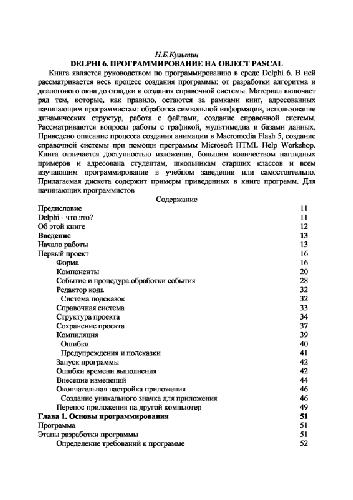 Н.Б.Культин
DELPHI 6. ПРОГРАММИРОВАНИЕ НА OBJECT PASCAL
Книга является руководством по программированию в среде Delphi 6. В ней
рассматривается весь процесс создания программы: от разработки алгоритма и
диалогового окна до отладки и создания справочной системы. Материал включает
ряд тем, которые, как правило, остаются за рамками книг, адресованных
начинающим программистам: обработка символьной информации, использование
динамических структур, работа с файлами, создание справочной системы.
Рассматриваются вопросы работы с графикой, мультимедиа и базами данных.
Приведено описание процесса создания анимации в Macromedia Flash 5, создание
справочной системы при помощи программы Microsoft HTML Help Workshop.
Книга отличается доступностью изложения, большим количеством наглядных
примеров и адресована студентам, школьникам старших классов и всем
изучающим программирование в учебном заведении или самостоятельно.
Прилагаемая дискета содержит примеры приведенных в книге программ. Для
начинающих программистов
Содержание
Предисловие 11
Delphi - что это? 11
Об этой книге 12
Введение 13
Начало работы 13
Первый проект 16
Форма 16
Компоненты 20
Событие и процедура обработки события 28
Редактор кода 32
Система подсказок 32
Справочная система 33
Структура проекта 34
Сохранение проекта 37
Компиляция 39
Ошибки 40
Предупреждения и подсказки 41
Запуск программы 42
Ошибки времени выполнения 42
Внесение изменений 44
Окончательная настройка приложения 46
Создание уникального значка для приложения 46
Перенос приложения на другой компьютер 49
Глава 1. Основы программирования 51
Программа 51
Этапы разработки программы 51
Определение требований к программе 52